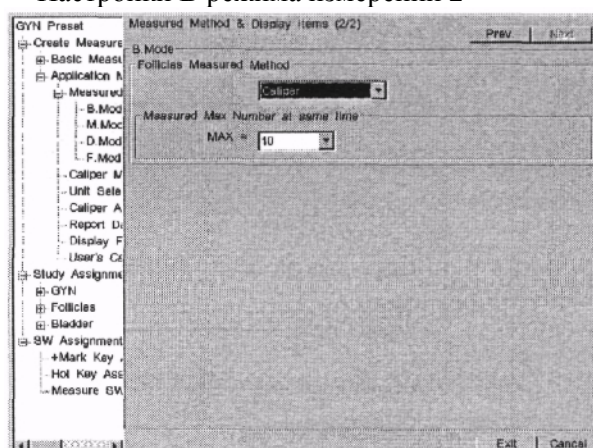 Настройки В-режима измерений 2
GYN Preset
Create Measure
Basic Measu
Application M
Measured
B.Mod
M.Moc
D.Mod
F.Mod
Caliper M
Unit Sele
Caliper A
Report Da
Display F
User's Ca
Study Assignme
GYN
Follicles
Bladder
SW Assignment
+Mark Key
Hot Key Ass
Measure SW
Measured Method & Display Items (2/2)
Prev.
Next
B.Mode
Follicles Measured Method
Caliper
Measured Max Number at same time
MAX = 10
Exit
Cancel